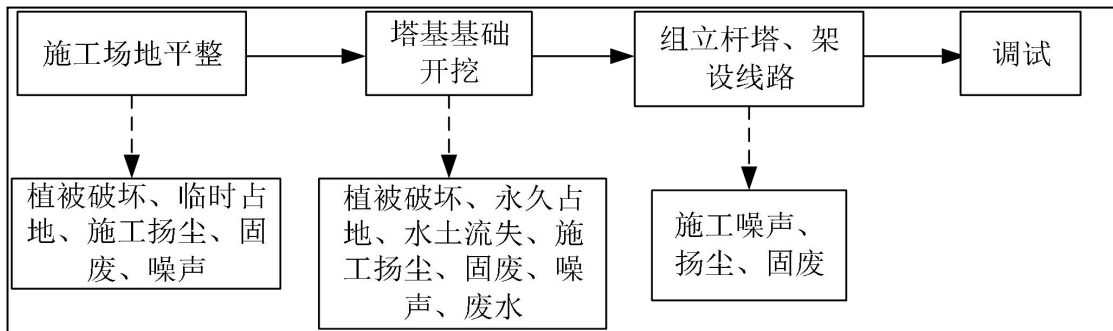 施工场地平整
塔基基础
开挖
组立杆塔、架
设线路
调试
植被破坏、临时占
地、施工扬尘、固
废、噪声
植被破坏、永久占
地、水土流失、施
工扬尘、固废、噪
声、废水
施工噪声、
扬尘、固废